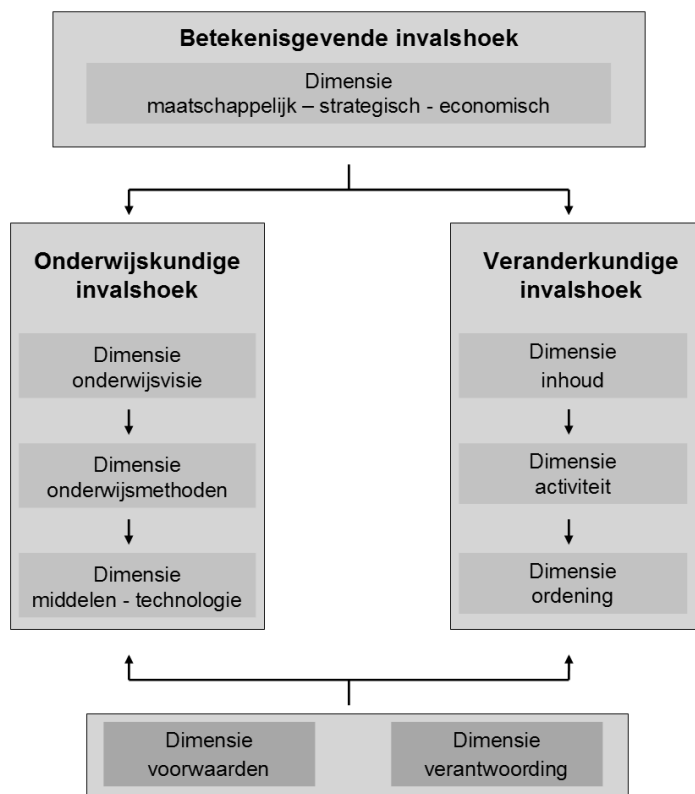 Betekenisgevende invalshoek
Dimensie
maatschappelijk – strategisch - economisch
Onderwijskundige
invalshoek
Dimensie
onderwijsvisie
Dimensie
onderwijsmethoden
Dimensie
middelen - technologie
Veranderkundige
invalshoek
Dimensie
inhoud
Dimensie
activiteit
Dimensie
ordening
Dimensie
voorwaarden
Dimensie
verantwoording